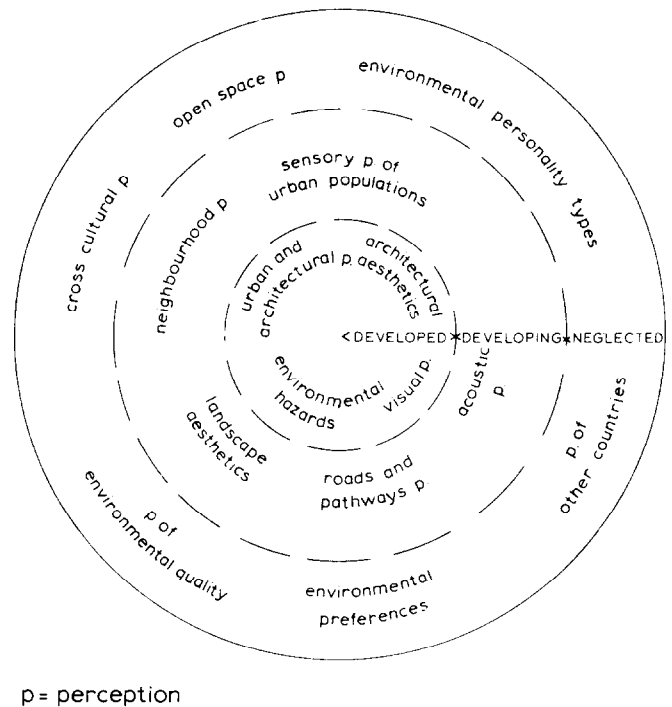 environmental personality types
open space p
cross cultural p
sensory p. of
urban populations
neighbourhood p
urban and
architectural p.
architectural
aesthetics
<DEVELOPED*DEVELOPING*NEGLECTED
environmental
hazards
visual p.
acoustic
p.
landscape
aesthetics
roads and
pathways p.
p. of
other countries
p of
environmental quality
environmental
preferences
p = perception